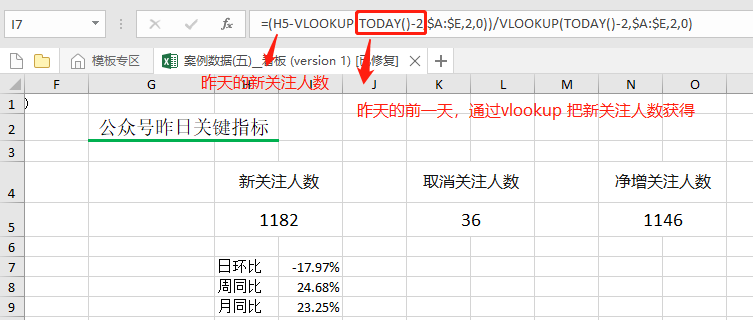 I7
=(H5-VLOOKUP(TODAY()-2,$A:$E,2,0))/VLOOKUP(TODAY()-2,$A:$E,2,0)
模板专区 案例数据(五)__看板 (version 1) [已修复]
昨天的新关注人数
昨天的前一天，通过vlookup 把新关注人数获得
F G H I J K L M N O
1 )
2 公众号昨日关键指标
3
4 新关注人数 取消关注人数 净增关注人数
5 1182 36 1146
6
7 日环比 -17.97%
8 周同比 24.68%
9 月同比 23.25%